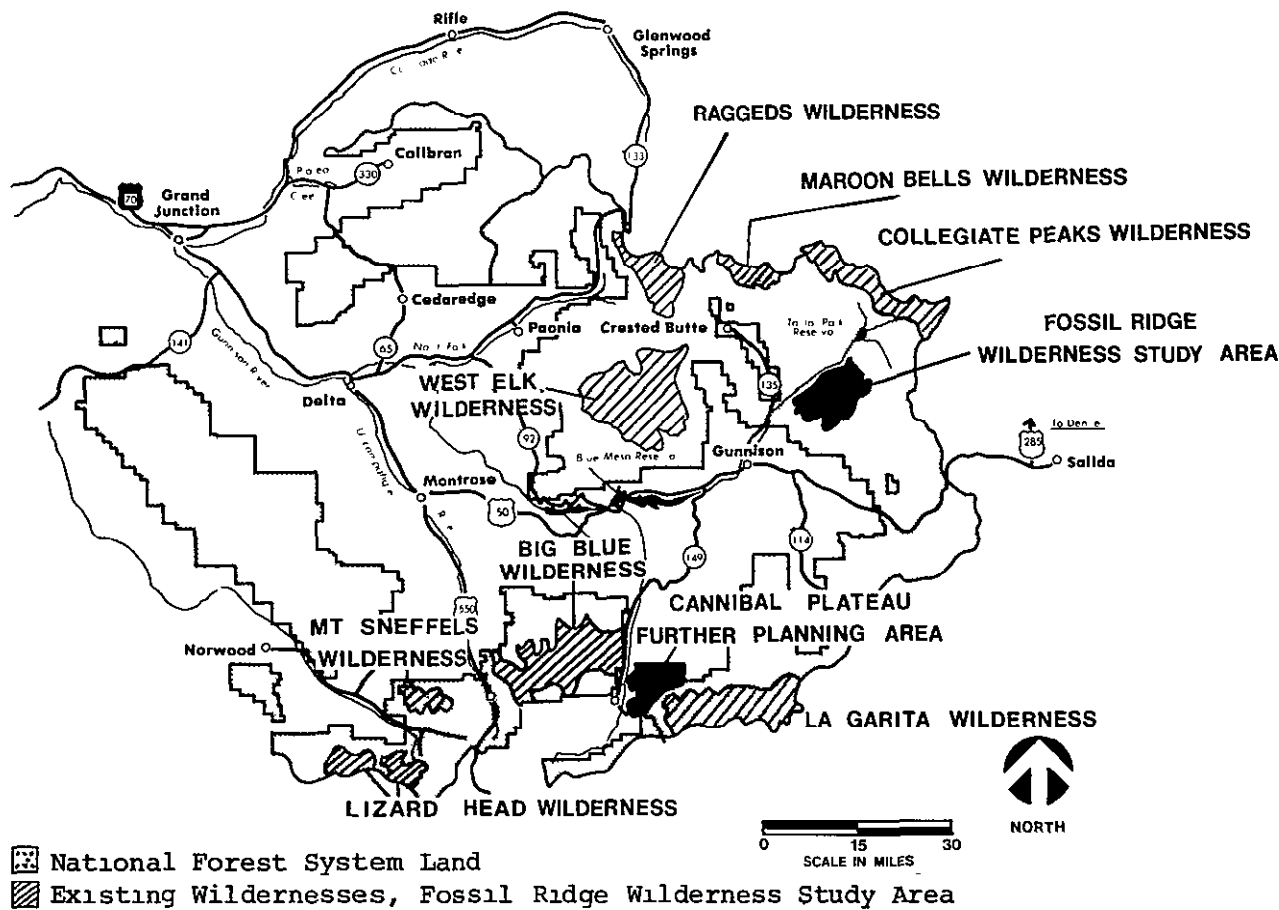 Rifle
Glenwood
Springs
RAGGEDS WILDERNESS
133
Collbran
330
MAROON BELLS WILDERNESS
70
Grand
Junction
COLLEGIATE PEAKS WILDERNESS
Cedaredge
Paonia
Crested Butte
FOSSIL RIDGE
WILDERNESS STUDY AREA
141
65
Delta
WEST ELK
WILDERNESS
135
92
285
Salida
Gunnison
Montrose
50
BIG BLUE
WILDERNESS
149
114
CANNIBAL PLATEAU
FURTHER PLANNING AREA
550
MT SNEFFELS
WILDERNESS
Norwood
LA GARITA WILDERNESS
LIZARD HEAD WILDERNESS
NORTH
0 15 30
SCALE IN MILES
National Forest System Land
Existing Wildernesses, Fossil Ridge Wilderness Study Area